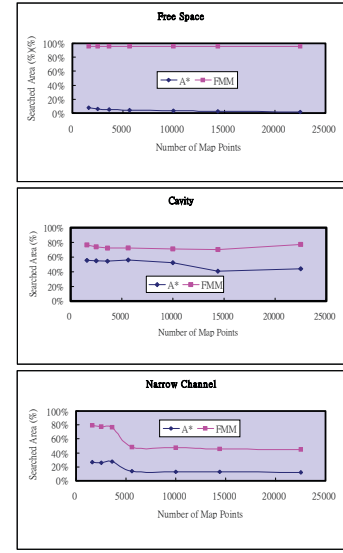 Free Space
Searched Area (%)(%)
100%
80%
60%
40%
20%
0%
A* FMM
0 5000 10000 15000 20000 25000
Number of Map Points
Cavity
Searched Area (%)
100%
80%
60%
40%
20%
0%
A* FMM
0 5000 10000 15000 20000 25000
Number of Map Points
Narrow Channel
Searched Area (%)
100%
80%
60%
40%
20%
0%
A* FMM
0 5000 10000 15000 20000 25000
Number of Map Points